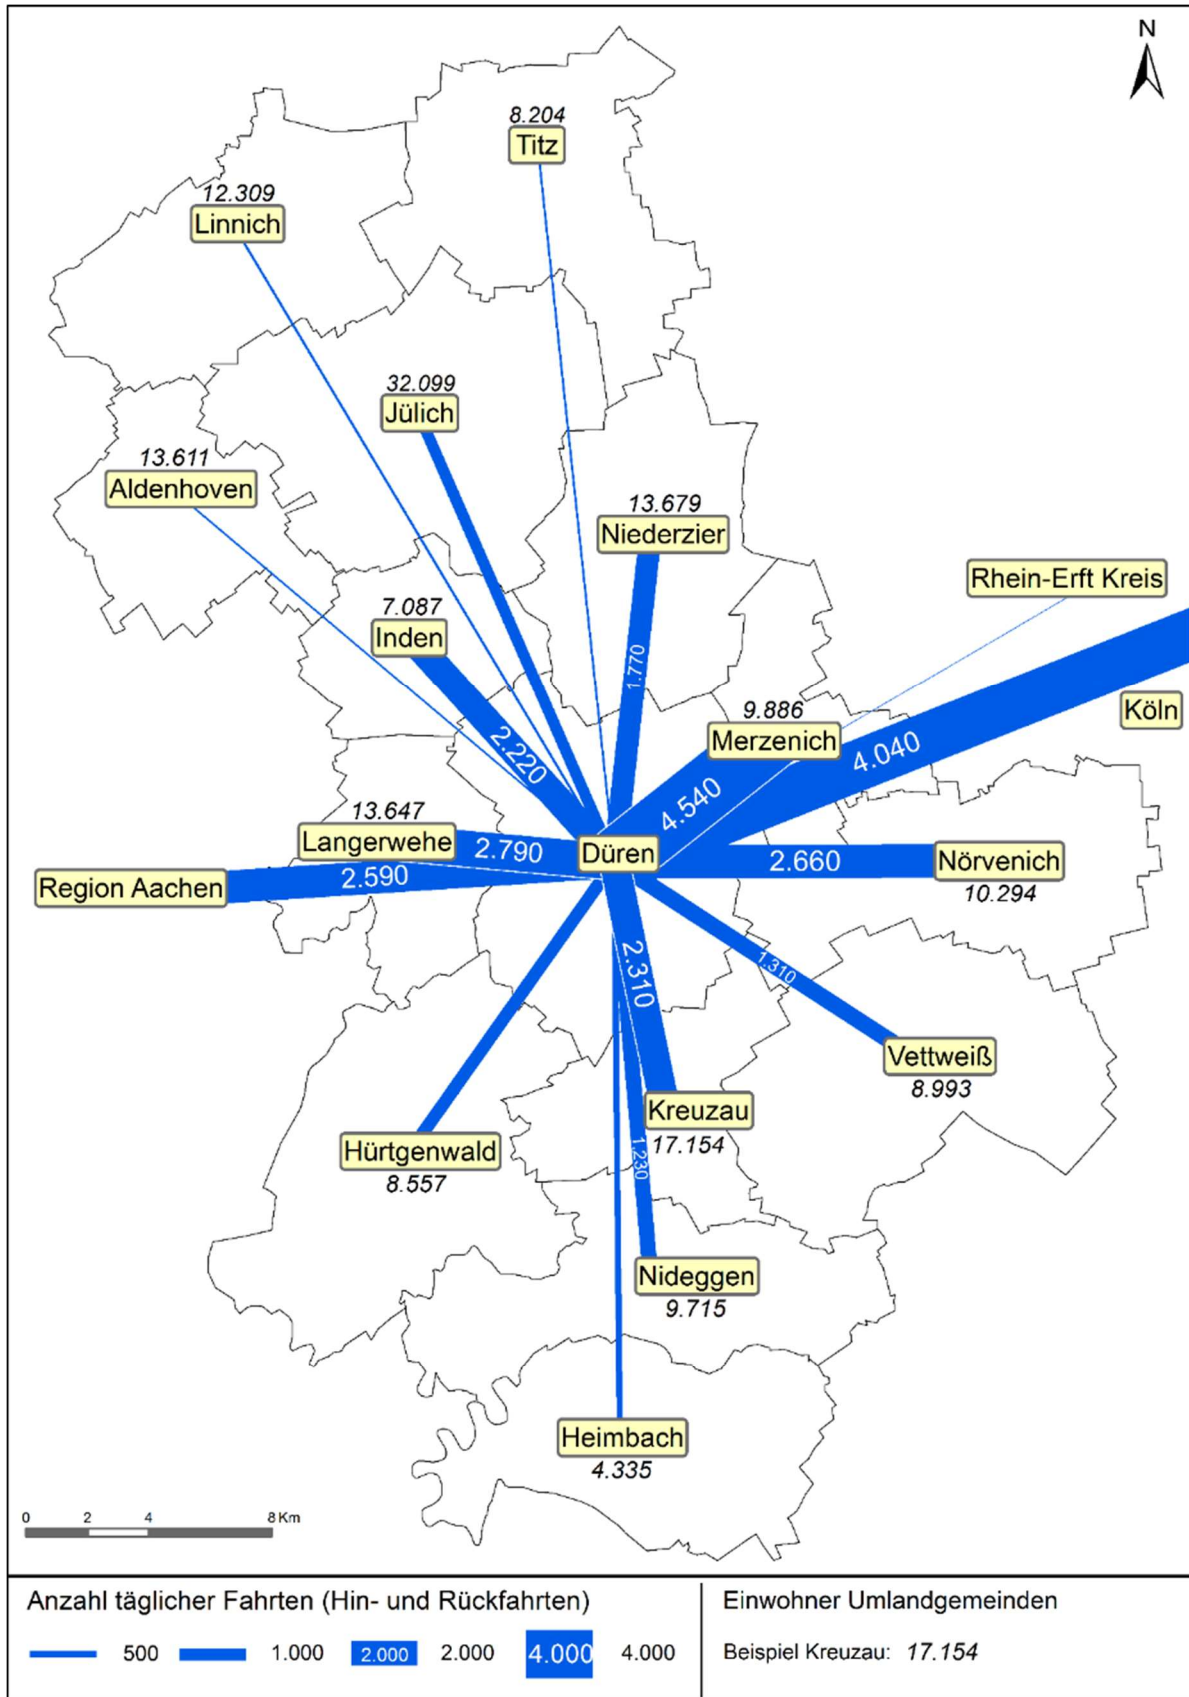 N
8.204
Titz
12.309
Linnich
32.099
Jülich
13.611
Aldenhoven
13.679
Niederzier
Rhein-Erft Kreis
7.087
Inden
1.770
9.886
Merzenich
Köln
2.220
4.040
4.540
13.647
Langerwehe
2.790
Düren
2.660
Nörvenich
10.294
Region Aachen
2.590
2.310
1.310
Vettweiß
8.993
Kreuzau
17.154
1.230
Hürtgenwald
8.557
Nideggen
9.715
Heimbach
4.335
0 2 4 8 Km
Anzahl täglicher Fahrten (Hin- und Rückfahrten)
500 1.000 2.000 2.000 4.000 4.000
Einwohner Umlandgemeinden
Beispiel Kreuzau: 17.154